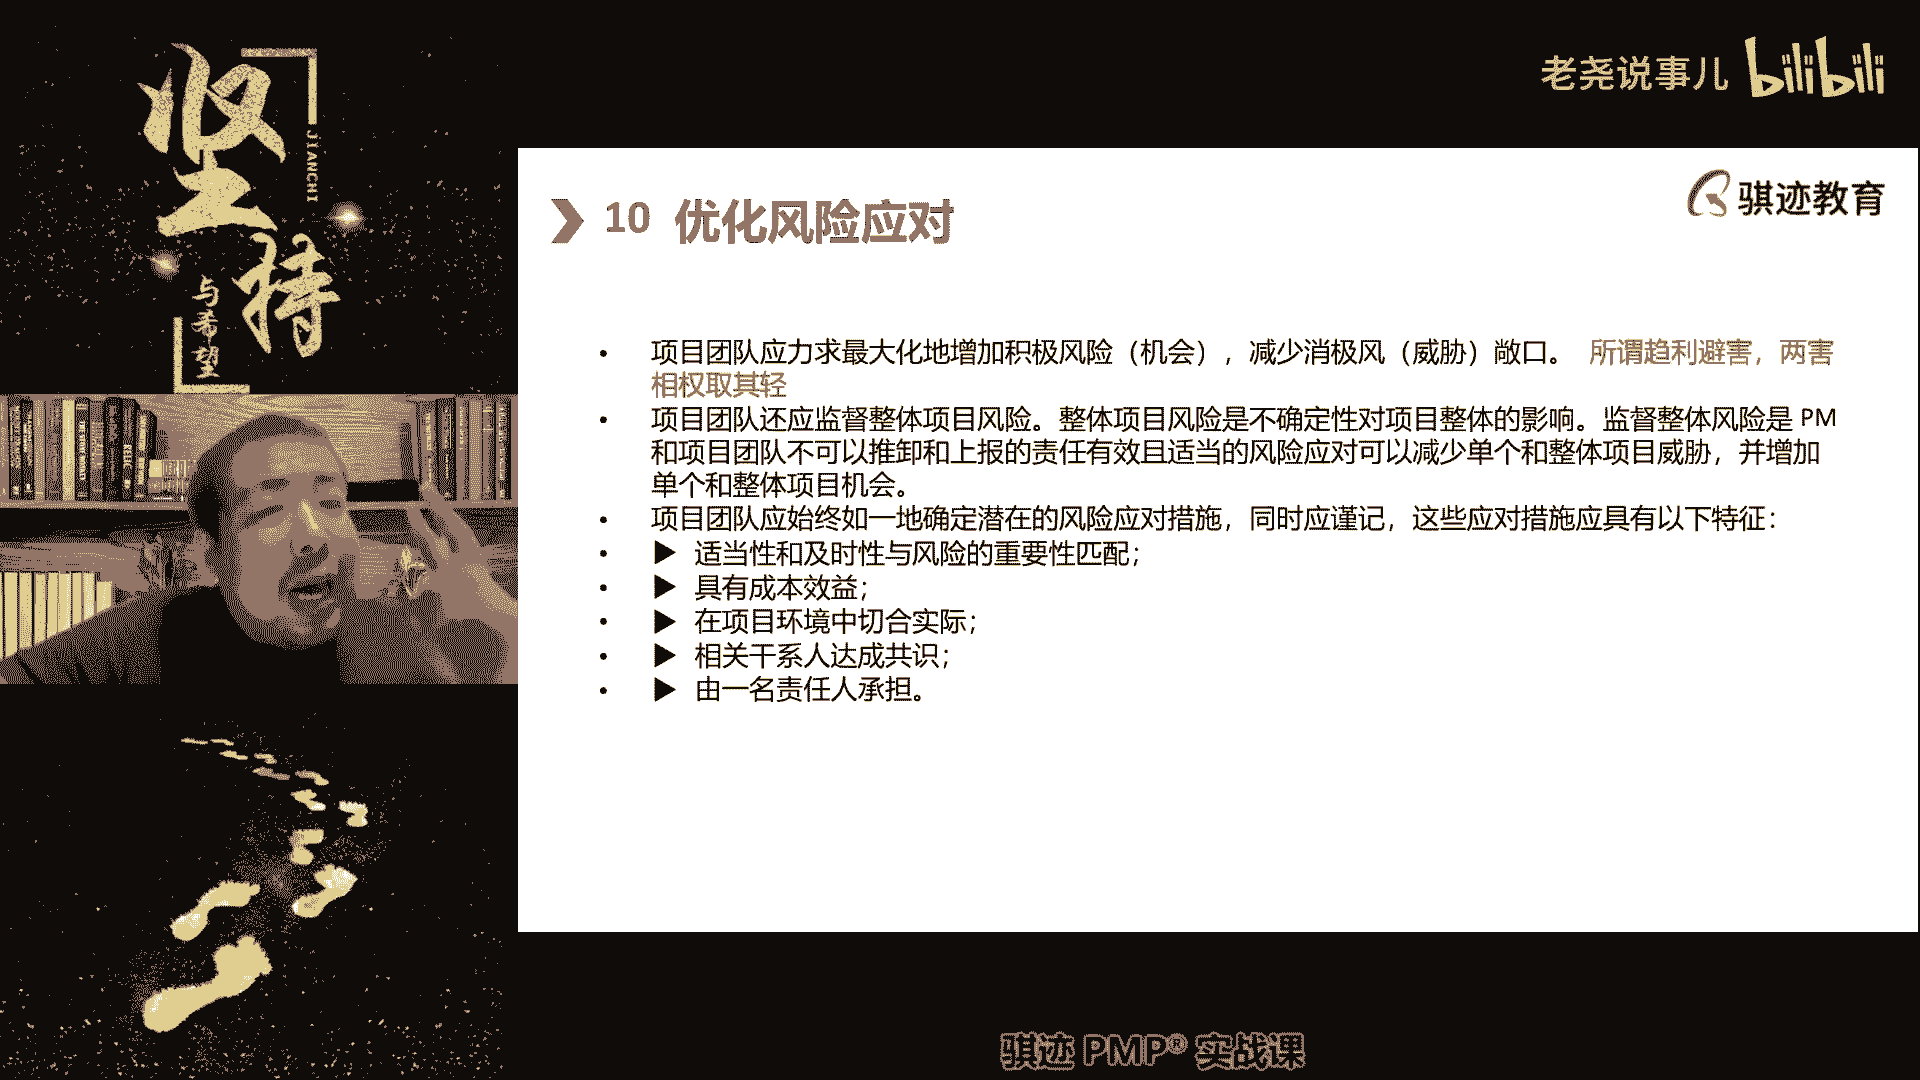 坚持
JIANCHI
与希望
老尧说事儿 bilibili
骐迹教育
10 优化风险应对
• 项目团队应力求最大化地增加积极风险（机会），减少消极风（威胁）敞口。 所谓趋利避害，两害
相权取其轻
• 项目团队还应监督整体项目风险。整体项目风险是不确定性对项目整体的影响。监督整体风险是 PM
和项目团队不可以推卸和上报的责任有效且适当的风险应对可以减少单个和整体项目威胁，并增加
单个和整体项目机会。
• 项目团队应始终如一地确定潜在的风险应对措施，同时应谨记，这些应对措施应具有以下特征：
• ▶ 适当性和及时性与风险的重要性匹配；
• ▶ 具有成本效益；
• ▶ 在项目环境中切合实际；
• ▶ 相关干系人达成共识；
• ▶ 由一名责任人承担。
骐迹 PMP® 实战课